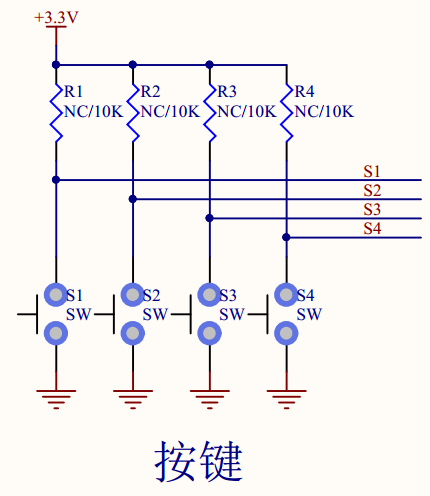 +3.3V
R1 R2 R3 R4
NC/10K NC/10K NC/10K NC/10K
S1
S2
S3
S4
S1 S2 S3 S4
SW SW SW SW
按键